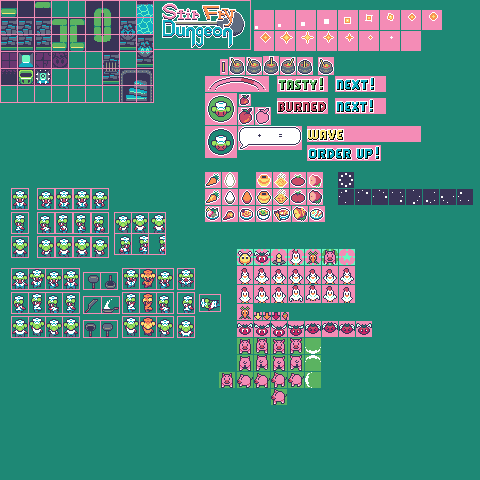 Stir Fry
Dungeon
TASTY! NEXT!
BURNED NEXT!
+ =
WAVE
ORDER UP!